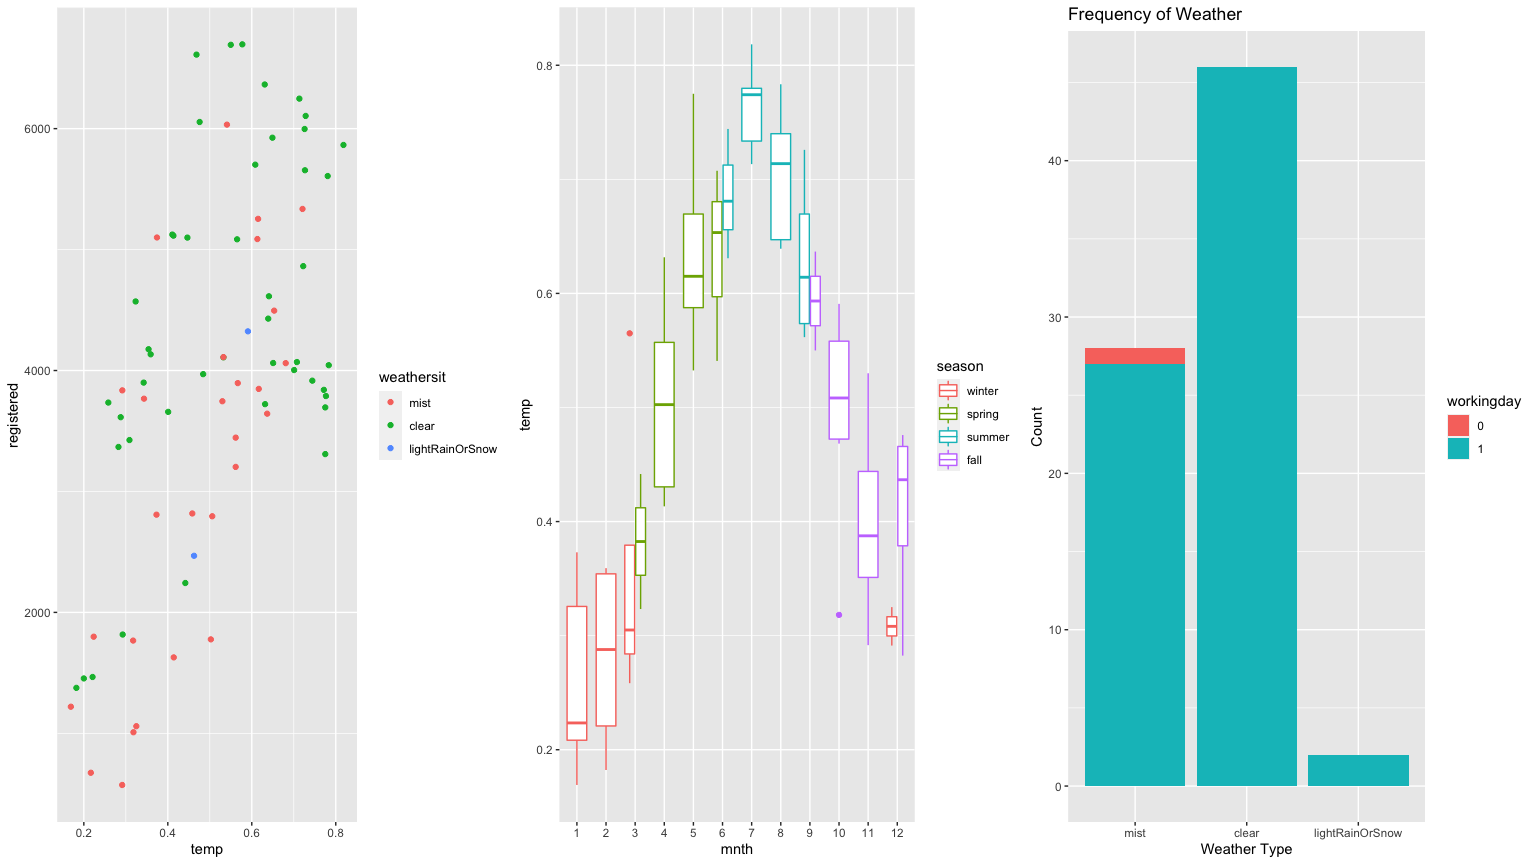 registered
6000
4000
2000
0.2 0.4 0.6 0.8
temp
weathersit
mist
clear
lightRainOrSnow
temp
0.8
0.6
0.4
0.2
1 2 3 4 5 6 7 8 9 10 11 12
mnth
season
winter
spring
summer
fall
Frequency of Weather
Count
40
30
20
10
0
mist clear lightRainOrSnow
Weather Type
workingday
0
1